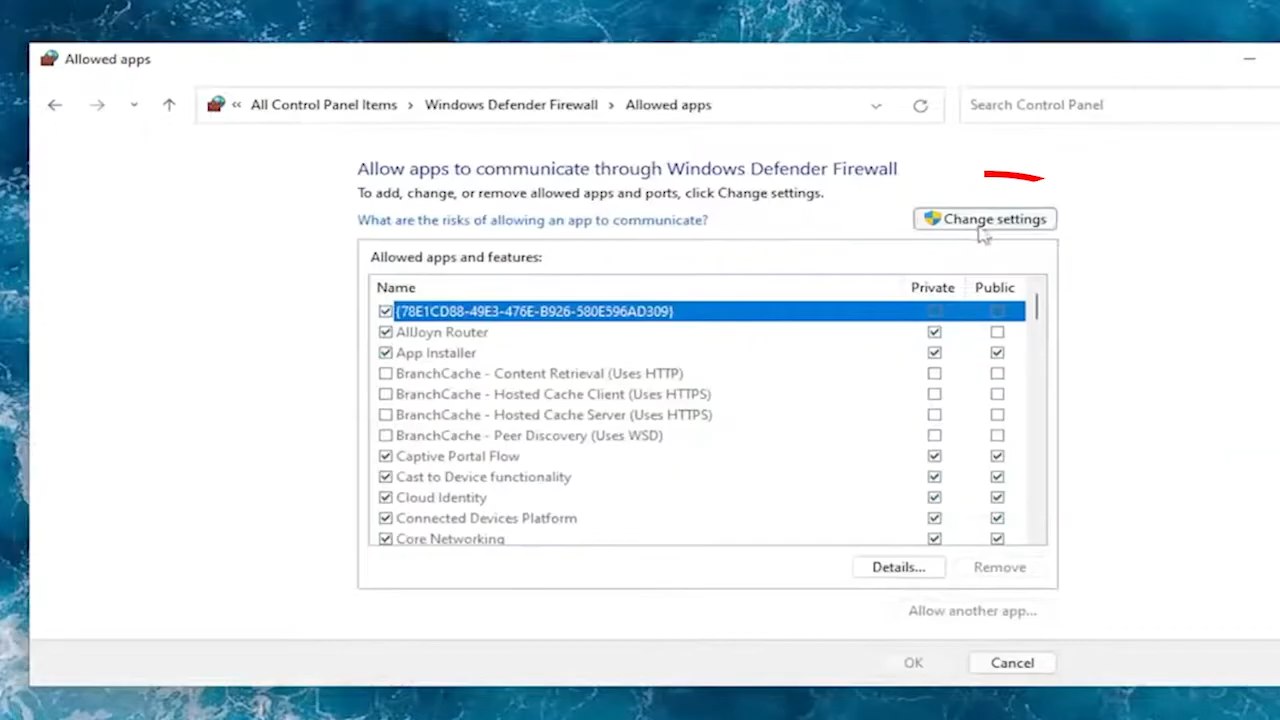 Allowed apps
« All Control Panel Items › Windows Defender Firewall › Allowed apps
Search Control Panel
Allow apps to communicate through Windows Defender Firewall
To add, change, or remove allowed apps and ports, click Change settings.
What are the risks of allowing an app to communicate?
Change settings
Allowed apps and features:
Name Private Public
{78E1CD88-49E3-476E-B926-580E596AD309}
AllJoyn Router
App Installer
BranchCache - Content Retrieval (Uses HTTP)
BranchCache - Hosted Cache Client (Uses HTTPS)
BranchCache - Hosted Cache Server (Uses HTTPS)
BranchCache - Peer Discovery (Uses WSD)
Captive Portal Flow
Cast to Device functionality
Cloud Identity
Connected Devices Platform
Core Networking
Details... Remove
Allow another app...
OK Cancel